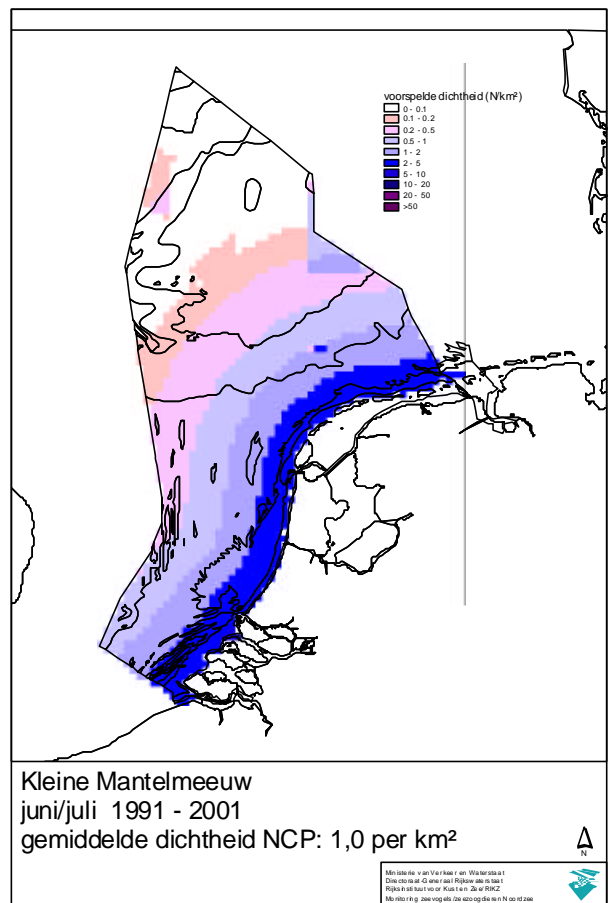 voorspelde dichtheid (N/km²)
0 - 0.1
0.1 - 0.2
0.2 - 0.5
0.5 - 1
1 - 2
2 - 5
5 - 10
10 - 20
20 - 50
>50
Kleine Mantelmeeuw
juni/juli 1991 - 2001
gemiddelde dichtheid NCP: 1,0 per km²
N
Ministerie van Verkeer en Waterstaat
Directoraat-Generaal Rijkswaterstaat
Rijksinstituut voor Kust en Zee/RIKZ
Monitoring zeevogels/zeezoogdieren Noordzee